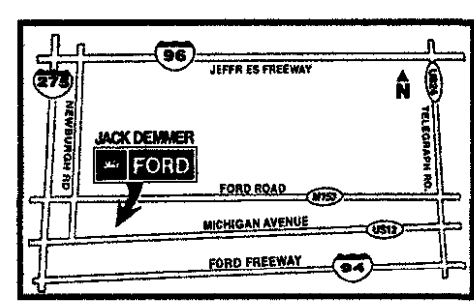 96
JEFFR ES FREEWAY
275
N
US24
NEWBURGH RD
TELEGRAPH RD.
JACK DEMMER
FORD
FORD ROAD
M153
MICHIGAN AVENUE
US12
FORD FREEWAY
94